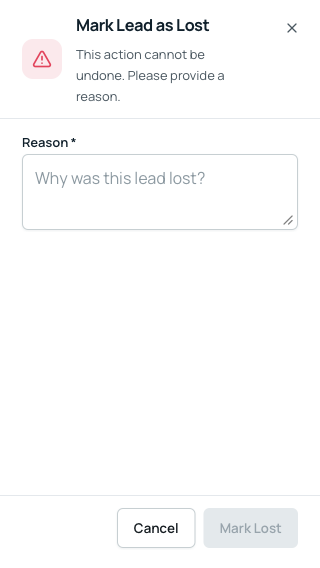 Mark Lead as Lost
This action cannot be
undone. Please provide a
reason.
Reason *
Why was this lead lost?
Cancel
Mark Lost